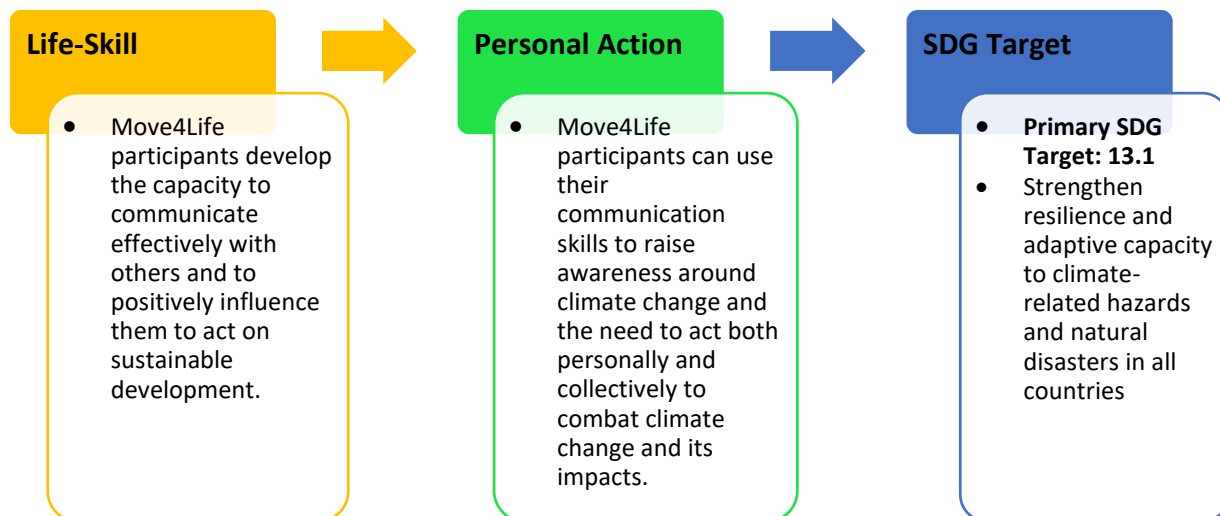 Life-Skill
• Move4Life
participants develop
the capacity to
communicate
effectively with
others and to
positively influence
them to act on
sustainable
development.
Personal Action
• Move4Life
participants can use
their
communication
skills to raise
awareness around
climate change and
the need to act both
personally and
collectively to
combat climate
change and its
impacts.
SDG Target
• Primary SDG
Target: 13.1
• Strengthen
resilience and
adaptive capacity
to climate-
related hazards
and natural
disasters in all
countries